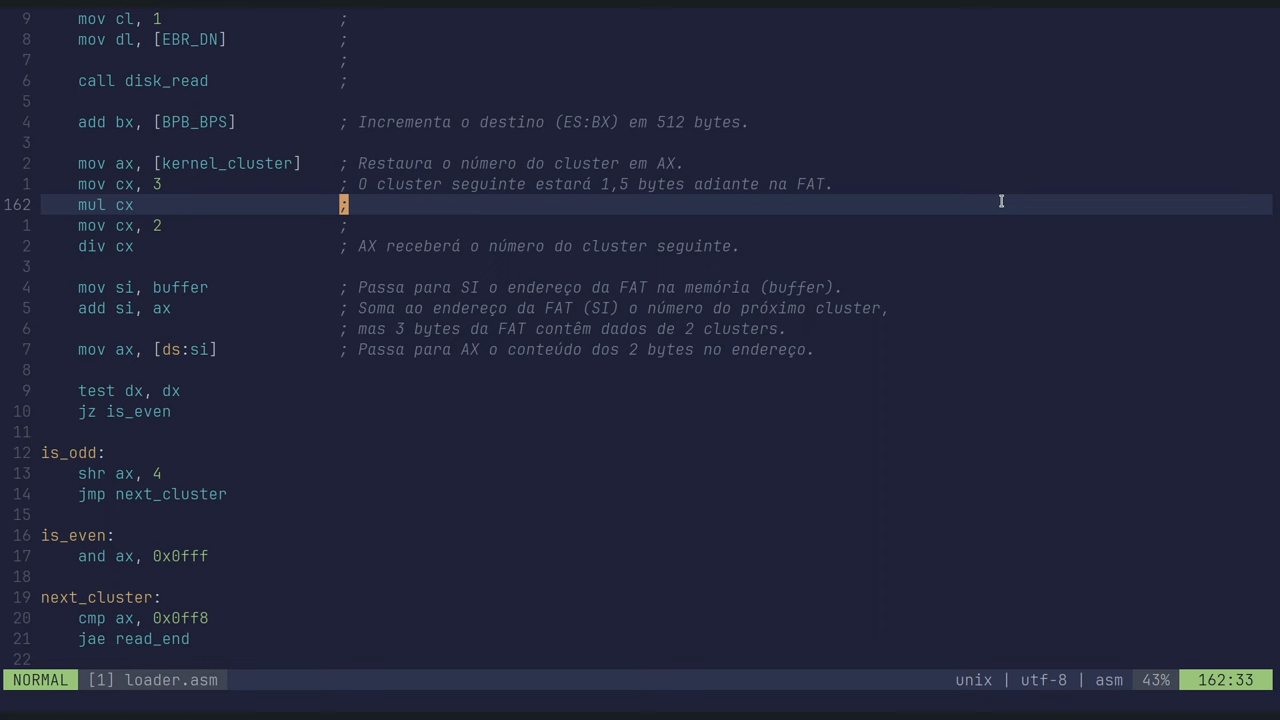 9 mov cl, 1 ;
8 mov dl, [EBR_DN] ;
7 ;
6 call disk_read ;
5
4 add bx, [BPB_BPS] ; Incrementa o destino (ES:BX) em 512 bytes.
3
2 mov ax, [kernel_cluster] ; Restaura o número do cluster em AX.
1 mov cx, 3 ; O cluster seguinte estará 1,5 bytes adiante na FAT.
162 mul cx ;
1 mov cx, 2 ;
2 div cx ; AX receberá o número do cluster seguinte.
3
4 mov si, buffer ; Passa para SI o endereço da FAT na memória (buffer).
5 add si, ax ; Soma ao endereço da FAT (SI) o número do próximo cluster,
6 ; mas 3 bytes da FAT contêm dados de 2 clusters.
7 mov ax, [ds:si] ; Passa para AX o conteúdo dos 2 bytes no endereço.
8
9 test dx, dx
10 jz is_even
11
12 is_odd:
13 shr ax, 4
14 jmp next_cluster
15
16 is_even:
17 and ax, 0x0fff
18
19 next_cluster:
20 cmp ax, 0x0ff8
21 jae read_end
22
NORMAL [1] loader.asm unix | utf-8 | asm 43% 162:33